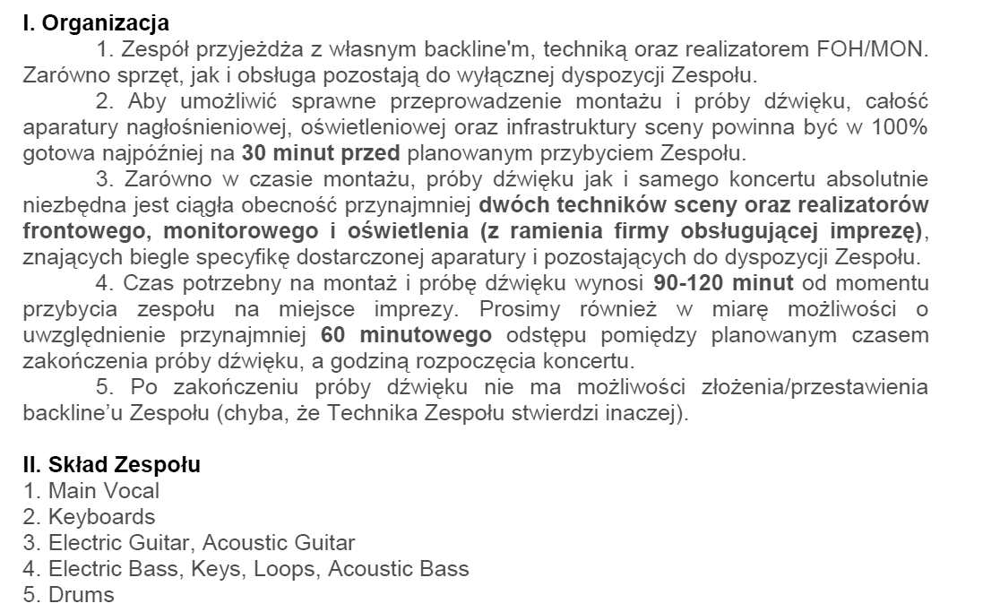 I. Organizacja
1. Zespół przyjeżdża z własnym backline'm, techniką oraz realizatorem FOH/MON.
Zarówno sprzęt, jak i obsługa pozostają do wyłącznej dyspozycji Zespołu.
2. Aby umożliwić sprawne przeprowadzenie montażu i próby dźwięku, całość
aparatury nagłośnieniowej, oświetleniowej oraz infrastruktury sceny powinna być w 100%
gotowa najpóźniej na 30 minut przed planowanym przybyciem Zespołu.
3. Zarówno w czasie montażu, próby dźwięku jak i samego koncertu absolutnie
niezbędna jest ciągła obecność przynajmniej dwóch techników sceny oraz realizatorów
frontowego, monitorowego i oświetlenia (z ramienia firmy obsługującej imprezę),
znających biegle specyfikę dostarczonej aparatury i pozostających do dyspozycji Zespołu.
4. Czas potrzebny na montaż i próbę dźwięku wynosi 90-120 minut od momentu
przybycia zespołu na miejsce imprezy. Prosimy również w miarę możliwości o
uwzględnienie przynajmniej 60 minutowego odstępu pomiędzy planowanym czasem
zakończenia próby dźwięku, a godziną rozpoczęcia koncertu.
5. Po zakończeniu próby dźwięku nie ma możliwości złożenia/przestawienia
backline’u Zespołu (chyba, że Technika Zespołu stwierdzi inaczej).
II. Skład Zespołu
1. Main Vocal
2. Keyboards
3. Electric Guitar, Acoustic Guitar
4. Electric Bass, Keys, Loops, Acoustic Bass
5. Drums